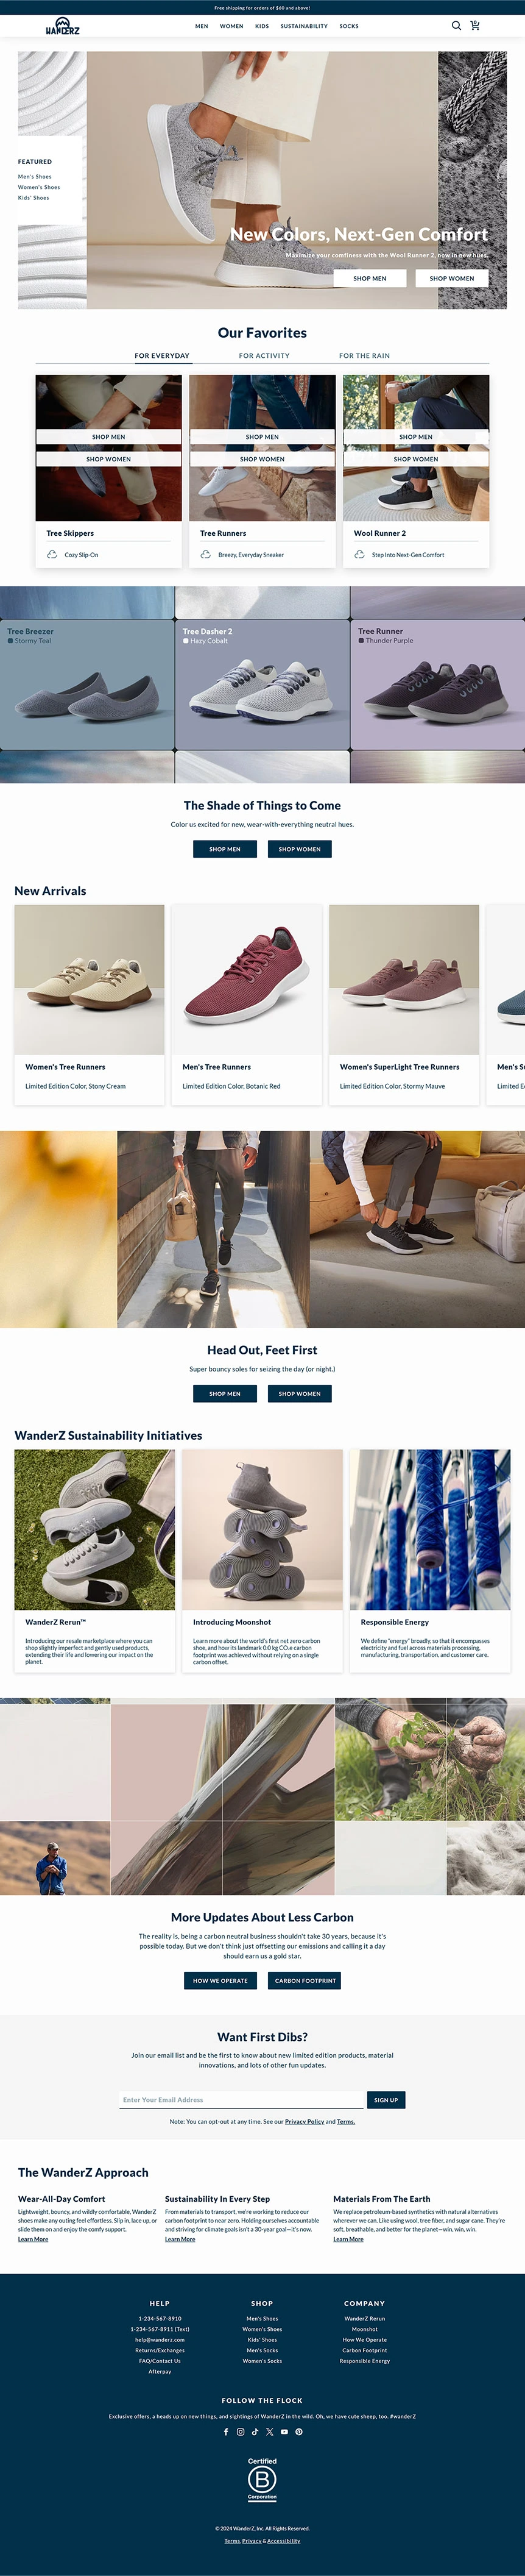 Free shipping for orders of $60 and above!
WANDERZ
MEN WOMEN KIDS SUSTAINABILITY SOCKS
FEATURED
Men's Shoes
Women's Shoes
Kids' Shoes
New Colors, Next-Gen Comfort
Maximize your comfiness with the Wool Runner 2, now in new hues.
SHOP MEN SHOP WOMEN
Our Favorites
FOR EVERYDAY FOR ACTIVITY FOR THE RAIN
SHOP MEN SHOP MEN SHOP MEN
SHOP WOMEN SHOP WOMEN SHOP WOMEN
Tree Skippers Tree Runners Wool Runner 2
Cozy Slip-On Breezy, Everyday Sneaker Step Into Next-Gen Comfort
Tree Breezer Tree Dasher 2 Tree Runner
Stormy Teal Hazy Cobalt Thunder Purple
The Shade of Things to Come
Color us excited for new, wear-with-everything neutral hues.
SHOP MEN SHOP WOMEN
New Arrivals
Women's Tree Runners Men's Tree Runners Women's SuperLight Tree Runners Men's S
Limited Edition Color, Stony Cream Limited Edition Color, Botanic Red Limited Edition Color, Stormy Mauve Limited E
Head Out, Feet First
Super bouncy soles for seizing the day (or night.)
SHOP MEN SHOP WOMEN
WanderZ Sustainability Initiatives
WanderZ Rerun™
Introducing our resale marketplace where you can
shop slightly imperfect and gently used products,
extending their life and lowering our impact on the
planet.
Introducing Moonshot
Learn more about the world's first net zero carbon
shoe, and how its landmark 0.0 kg CO₂e carbon
footprint was achieved without relying on a single
carbon offset.
Responsible Energy
We define "energy" broadly, so that it encompasses
electricity and fuel across materials processing,
manufacturing, transportation, and customer care.
More Updates About Less Carbon
The reality is, being a carbon neutral business shouldn't take 30 years, because it's
possible today. But we don't think just offsetting our emissions and calling it a day
should earn us a gold star.
HOW WE OPERATE CARBON FOOTPRINT
Want First Dibs?
Join our email list and be the first to know about new limited edition products, material
innovations, and lots of other fun updates.
Enter Your Email Address SIGN UP
Note: You can opt-out at any time. See our Privacy Policy and Terms.
The WanderZ Approach
Wear-All-Day Comfort
Lightweight, bouncy, and wildly comfortable, WanderZ
shoes make any outing feel effortless. Slip in, lace up, or
slide them on and enjoy the comfy support.
Learn More
Sustainability In Every Step
From materials to transport, we're working to reduce our
carbon footprint to near zero. Holding ourselves accountable
and striving for climate goals isn't a 30-year goal—it's now.
Learn More
Materials From The Earth
We replace petroleum-based synthetics with natural alternatives
wherever we can. Like using wool, tree fiber, and sugar cane. They're
soft, breathable, and better for the planet—win, win, win.
Learn More
HELP
1-234-567-8910
1-234-567-8911 (Text)
help@wanderz.com
Returns/Exchanges
FAQ/Contact Us
Afterpay
SHOP
Men's Shoes
Women's Shoes
Kids' Shoes
Men's Socks
Women's Socks
COMPANY
WanderZ Rerun
Moonshot
How We Operate
Carbon Footprint
Responsible Energy
FOLLOW THE FLOCK
Exclusive offers, a heads up on new things, and sightings of WanderZ in the wild. Oh, we have cute sheep, too. #wanderZ
Certified
B
Corporation
© 2024 WanderZ, Inc. All Rights Reserved.
Terms, Privacy & Accessibility